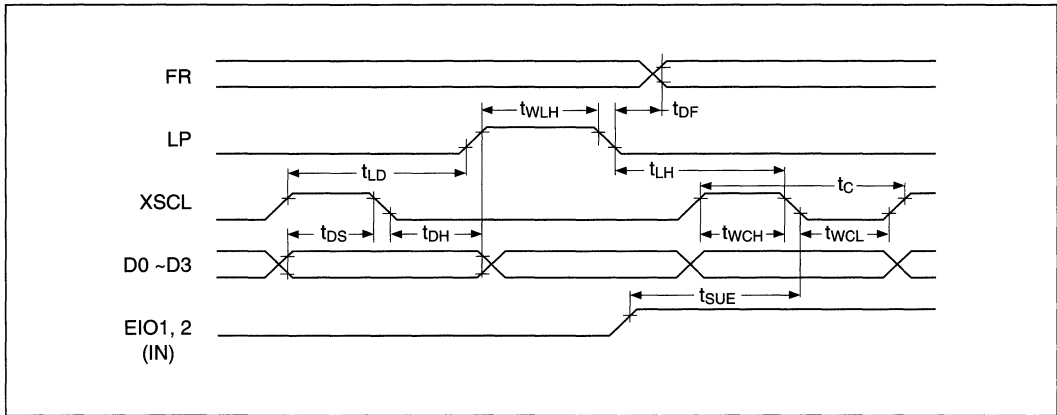 FR
tDF
tWLH
LP
tLD
tLH
tC
XSCL
tDS
tDH
tWCH
tWCL
D0 ~D3
tSUE
EIO1, 2
(IN)